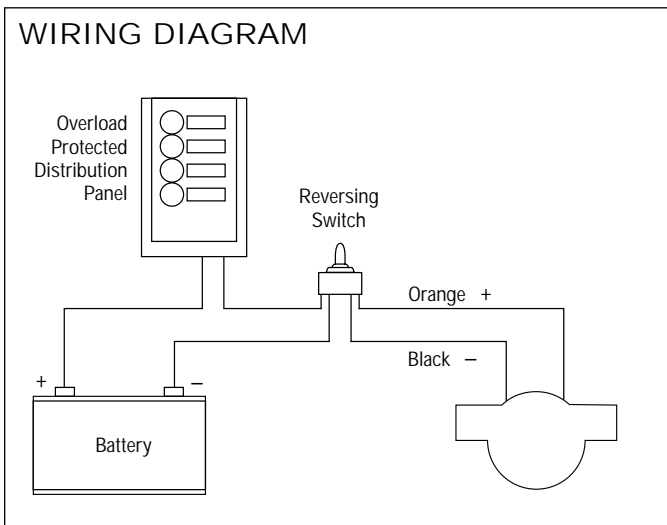 WIRING DIAGRAM
Overload
Protected
Distribution
Panel
Reversing
Switch
Orange +
Black –
+
–
Battery